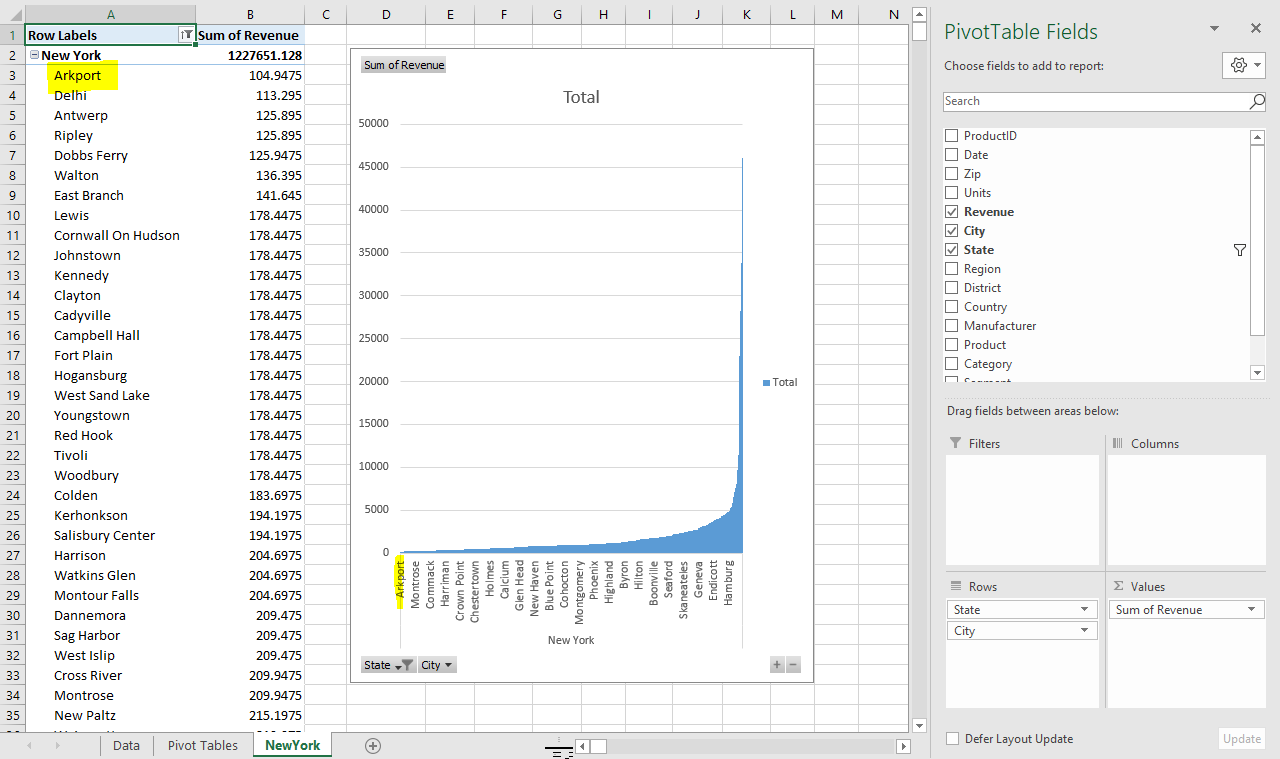 A B C D E F G H I J K L M N
1 Row Labels Sum of Revenue
2 New York 1227651.128
3 Arkport 104.9475
4 Delhi 113.295
5 Antwerp 125.895
6 Ripley 125.895
7 Dobbs Ferry 125.9475
8 Walton 136.395
9 East Branch 141.645
10 Lewis 178.4475
11 Cornwall On Hudson 178.4475
12 Johnstown 178.4475
13 Kennedy 178.4475
14 Clayton 178.4475
15 Cadyville 178.4475
16 Campbell Hall 178.4475
17 Fort Plain 178.4475
18 Hogansburg 178.4475
19 West Sand Lake 178.4475
20 Youngstown 178.4475
21 Red Hook 178.4475
22 Tivoli 178.4475
23 Woodbury 178.4475
24 Colden 183.6975
25 Kerhonkson 194.1975
26 Salisbury Center 194.1975
27 Harrison 204.6975
28 Watkins Glen 204.6975
29 Montour Falls 204.6975
30 Dannemora 209.475
31 Sag Harbor 209.475
32 West Islip 209.475
33 Cross River 209.9475
34 Montrose 209.9475
35 New Paltz 215.1975
Sum of Revenue
Total
50000
45000
40000
35000
30000
25000
20000
15000
10000
5000
0
Total
Arkport
Montrose
Commack
Harriman
Crown Point
Chestertown
Holmes
Calcium
Glen Head
New Haven
Blue Point
Cohocton
Montgomery
Phoenix
Highland
Byron
Hilton
Boonville
Seaford
Skaneateles
Geneva
Endicott
Hamburg
New York
State City
+ −
Data Pivot Tables NewYork
PivotTable Fields
Choose fields to add to report:
Search
ProductID
Date
Zip
Units
Revenue
City
State
Region
District
Country
Manufacturer
Product
Category
Segment
Drag fields between areas below:
Filters
Columns
Rows
State
City
Σ Values
Sum of Revenue
Defer Layout Update
Update